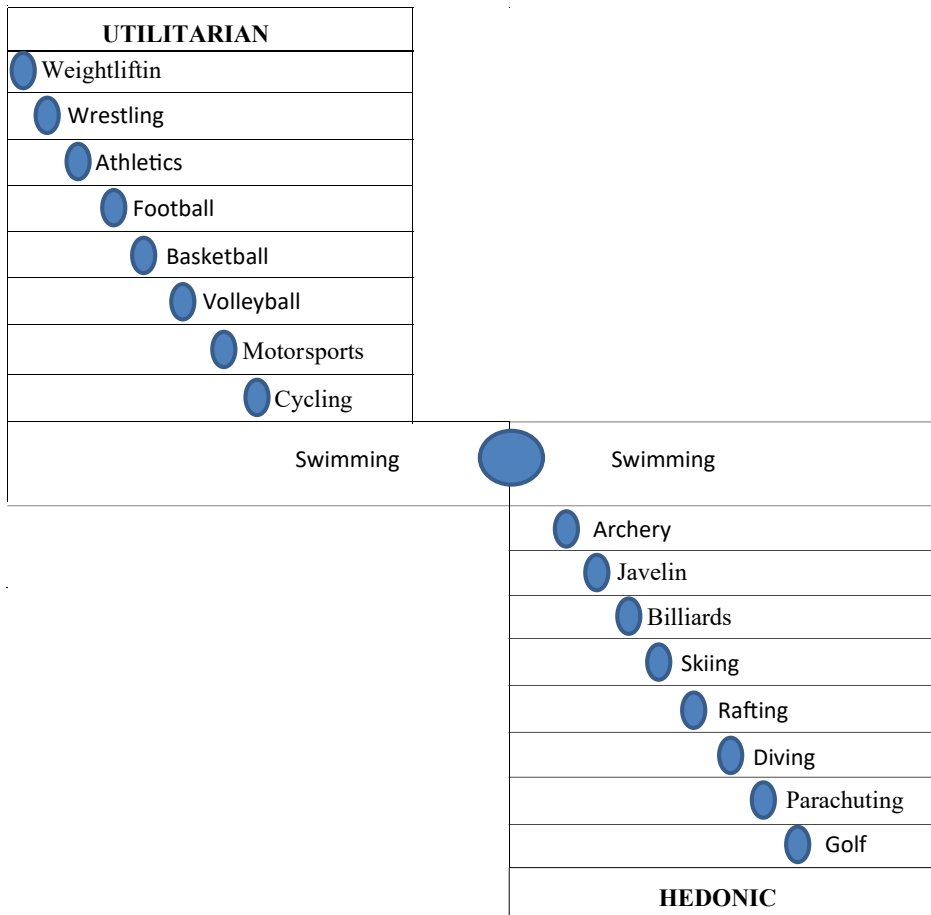 UTILITARIAN
Weightliftin
Wrestling
Athletics
Football
Basketball
Volleyball
Motorsports
Cycling
Swimming Swimming
Archery
Javelin
Billiards
Skiing
Rafting
Diving
Parachuting
Golf
HEDONIC